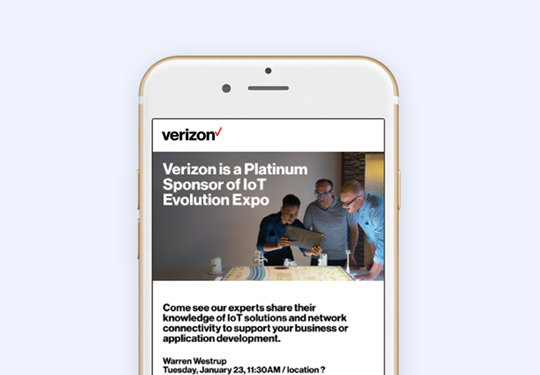 verizon✓
Verizon is a Platinum
Sponsor of IoT
Evolution Expo
Come see our experts share their
knowledge of IoT solutions and network
connectivity to support your business or
application development.
Warren Westrup
Tuesday, January 23, 11:30AM / location ?